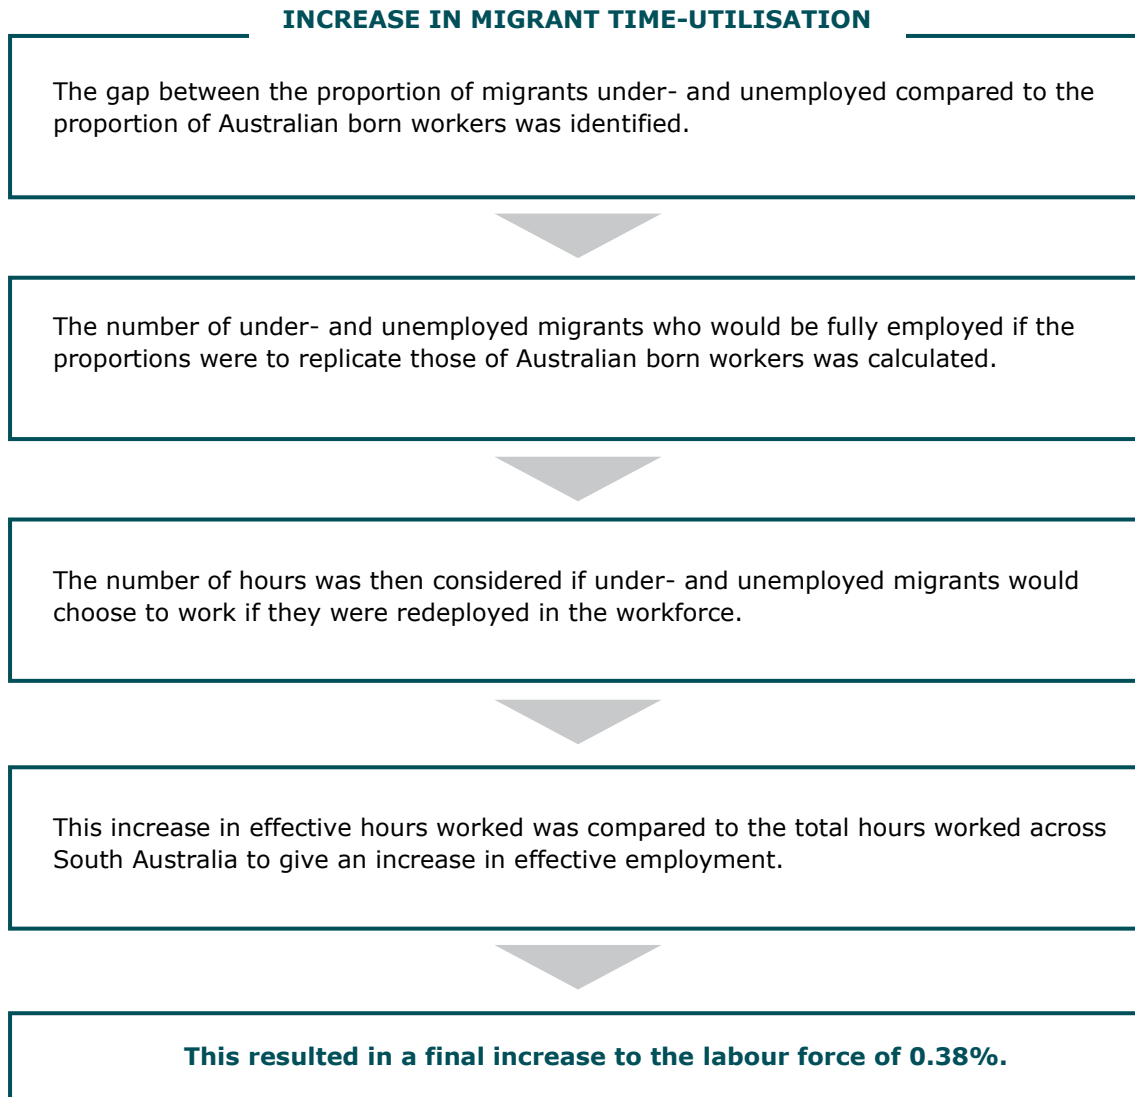 INCREASE IN MIGRANT TIME-UTILISATION
The gap between the proportion of migrants under- and unemployed compared to the
proportion of Australian born workers was identified.
The number of under- and unemployed migrants who would be fully employed if the
proportions were to replicate those of Australian born workers was calculated.
The number of hours was then considered if under- and unemployed migrants would
choose to work if they were redeployed in the workforce.
This increase in effective hours worked was compared to the total hours worked across
South Australia to give an increase in effective employment.
This resulted in a final increase to the labour force of 0.38%.